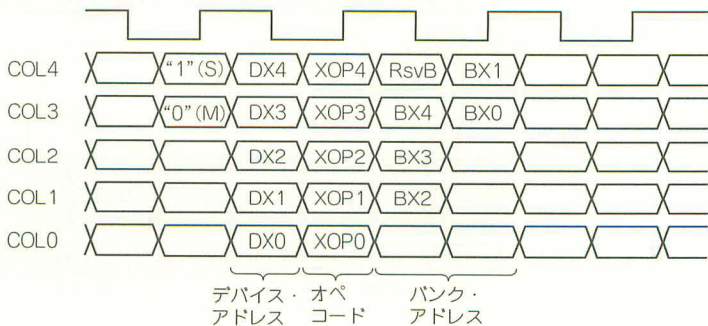 COL4 "1"(S) DX4 XOP4 RsvB BX1
COL3 "0"(M) DX3 XOP3 BX4 BX0
COL2 DX2 XOP2 BX3
COL1 DX1 XOP1 BX2
COL0 DX0 XOP0
デバイス・ オペ バンク・
アドレス コード アドレス